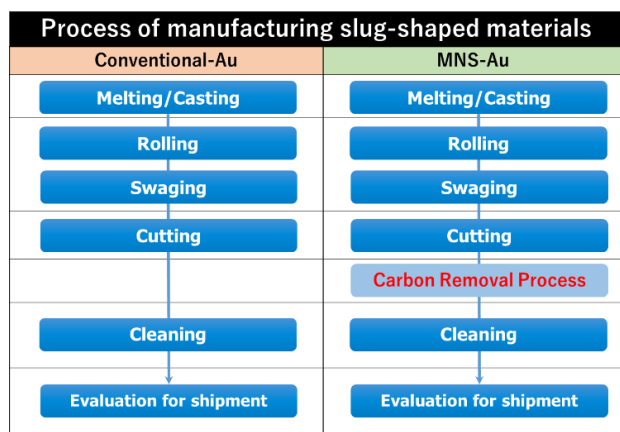 Process of manufacturing slug-shaped materials
Conventional-Au MNS-Au
Melting/Casting Melting/Casting
Rolling Rolling
Swaging Swaging
Cutting Cutting
Carbon Removal Process
Cleaning Cleaning
Evaluation for shipment Evaluation for shipment